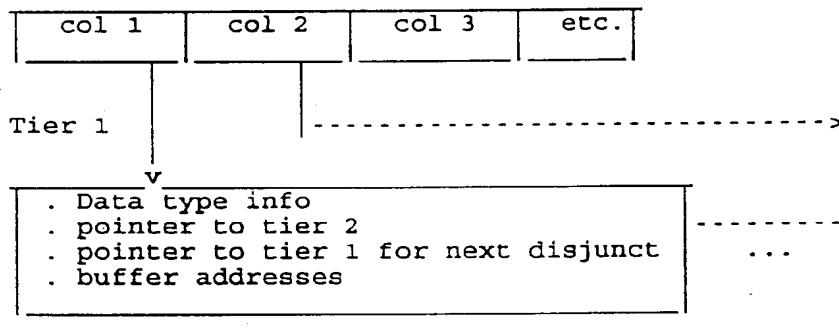 col 1 col 2 col 3 etc.
Tier 1
v
. Data type info
. pointer to tier 2
. pointer to tier 1 for next disjunct ...
. buffer addresses